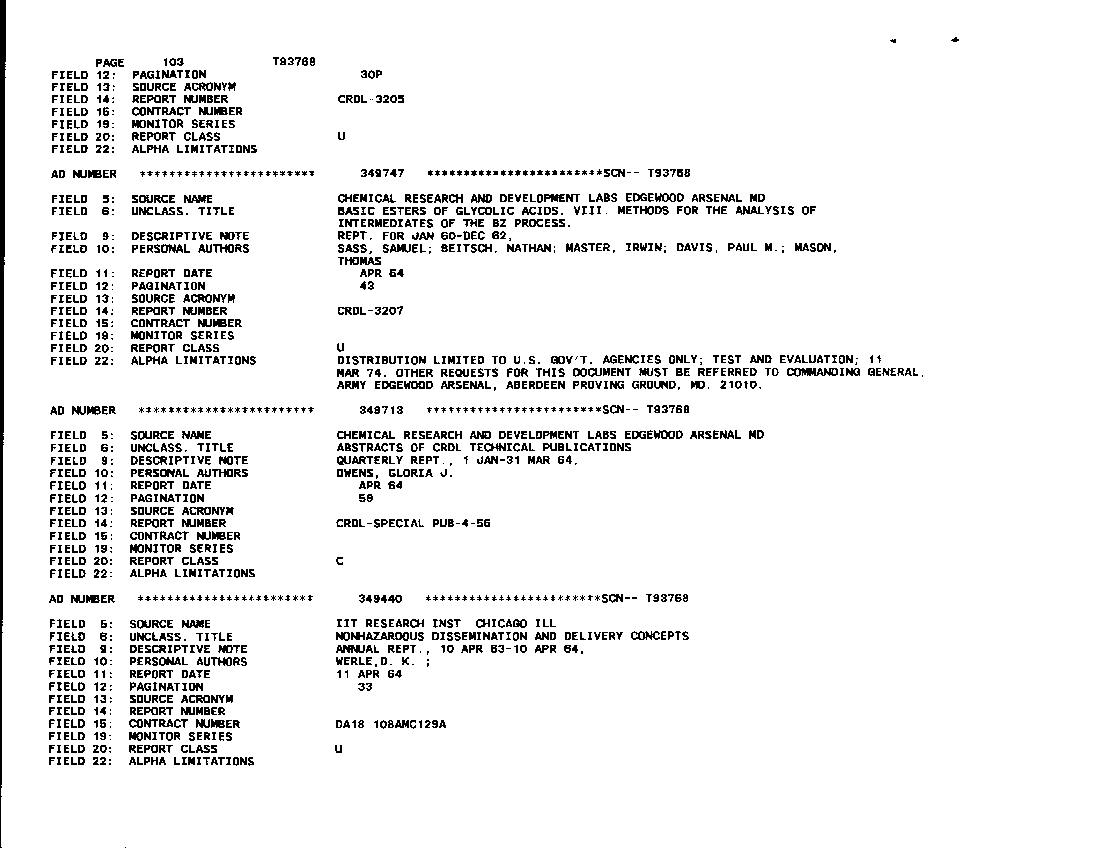 PAGE 103 T93768
FIELD 12: PAGINATION 30P
FIELD 13: SOURCE ACRONYM
FIELD 14: REPORT NUMBER CRDL-3205
FIELD 15: CONTRACT NUMBER
FIELD 19: MONITOR SERIES
FIELD 20: REPORT CLASS U
FIELD 22: ALPHA LIMITATIONS
AD NUMBER ************************ 349747 ************************SCN-- T93768
FIELD 5: SOURCE NAME CHEMICAL RESEARCH AND DEVELOPMENT LABS EDGEWOOD ARSENAL MD
FIELD 6: UNCLASS. TITLE BASIC ESTERS OF GLYCOLIC ACIDS. VIII. METHODS FOR THE ANALYSIS OF
INTERMEDIATES OF THE BZ PROCESS.
FIELD 9: DESCRIPTIVE NOTE REPT. FOR JAN 60-DEC 62,
FIELD 10: PERSONAL AUTHORS SASS, SAMUEL; BEITSCH, NATHAN; MASTER, IRWIN; DAVIS, PAUL M.; MASON,
THOMAS
FIELD 11: REPORT DATE APR 64
FIELD 12: PAGINATION 43
FIELD 13: SOURCE ACRONYM
FIELD 14: REPORT NUMBER CRDL-3207
FIELD 15: CONTRACT NUMBER
FIELD 19: MONITOR SERIES
FIELD 20: REPORT CLASS U
FIELD 22: ALPHA LIMITATIONS DISTRIBUTION LIMITED TO U.S. GOV'T. AGENCIES ONLY; TEST AND EVALUATION; 11
MAR 74. OTHER REQUESTS FOR THIS DOCUMENT MUST BE REFERRED TO COMMANDING GENERAL,
ARMY EDGEWOOD ARSENAL, ABERDEEN PROVING GROUND, MD. 21010.
AD NUMBER ************************ 349713 ************************SCN-- T93768
FIELD 5: SOURCE NAME CHEMICAL RESEARCH AND DEVELOPMENT LABS EDGEWOOD ARSENAL MD
FIELD 6: UNCLASS. TITLE ABSTRACTS OF CRDL TECHNICAL PUBLICATIONS
FIELD 9: DESCRIPTIVE NOTE QUARTERLY REPT., 1 JAN-31 MAR 64,
FIELD 10: PERSONAL AUTHORS OWENS, GLORIA J.
FIELD 11: REPORT DATE APR 64
FIELD 12: PAGINATION 58
FIELD 13: SOURCE ACRONYM
FIELD 14: REPORT NUMBER CRDL-SPECIAL PUB-4-56
FIELD 15: CONTRACT NUMBER
FIELD 19: MONITOR SERIES
FIELD 20: REPORT CLASS C
FIELD 22: ALPHA LIMITATIONS
AD NUMBER ************************ 349440 ************************SCN-- T93768
FIELD 5: SOURCE NAME IIT RESEARCH INST CHICAGO ILL
FIELD 6: UNCLASS. TITLE NONHAZARDOUS DISSEMINATION AND DELIVERY CONCEPTS
FIELD 9: DESCRIPTIVE NOTE ANNUAL REPT., 10 APR 63-10 APR 64,
FIELD 10: PERSONAL AUTHORS WERLE,D. K. ;
FIELD 11: REPORT DATE 11 APR 64
FIELD 12: PAGINATION 33
FIELD 13: SOURCE ACRONYM
FIELD 14: REPORT NUMBER
FIELD 15: CONTRACT NUMBER DA18 108AMC129A
FIELD 19: MONITOR SERIES
FIELD 20: REPORT CLASS U
FIELD 22: ALPHA LIMITATIONS